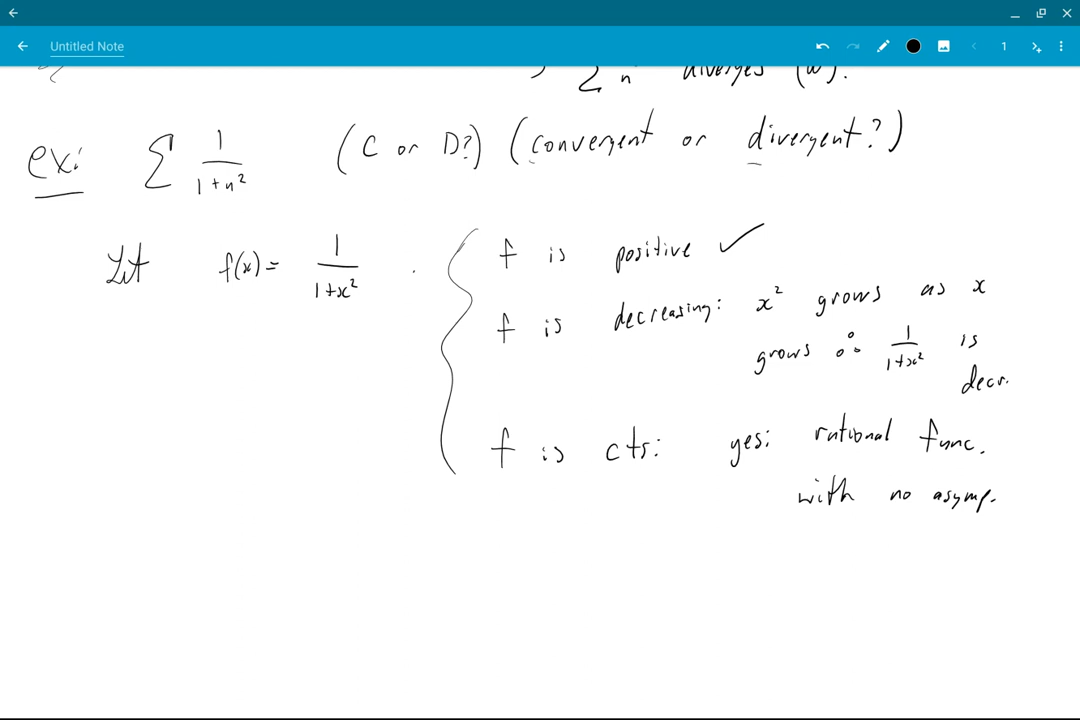 Untitled Note
1
Σ 1/n diverges
ex: Σ 1/(1+n²) (C or D?) (convergent or divergent?)
Let f(x) = 1/(1+x²) . { f is positive ✓
f is decreasing: x² grows as x
grows ∴ 1/(1+x²) is
decr.
f is cts: yes: rational func.
with no asymp.